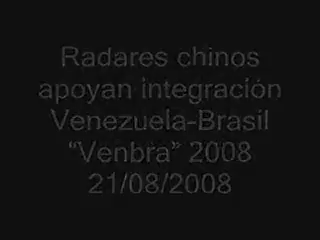 Radares chinos
apoyan integración
Venezuela-Brasil
“Venbra” 2008
21/08/2008